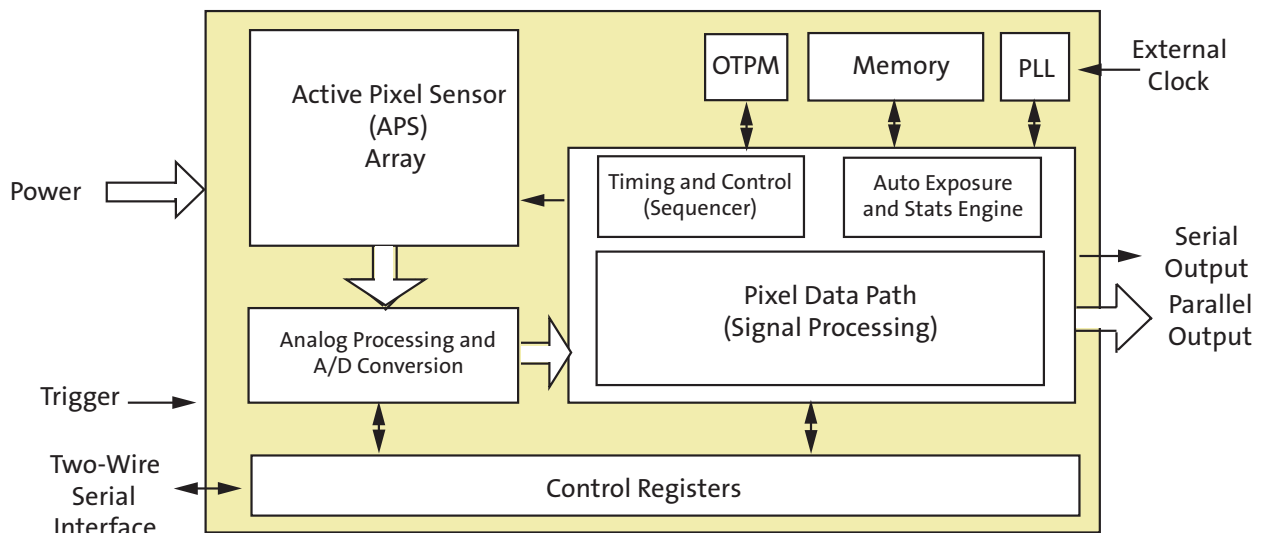 Active Pixel Sensor
(APS)
Array
OTPM
Memory
PLL
External
Clock
Power
Timing and Control
(Sequencer)
Auto Exposure
and Stats Engine
Serial
Output
Pixel Data Path
(Signal Processing)
Parallel
Output
Analog Processing and
A/D Conversion
Trigger
Two-Wire
Serial
Interface
Control Registers